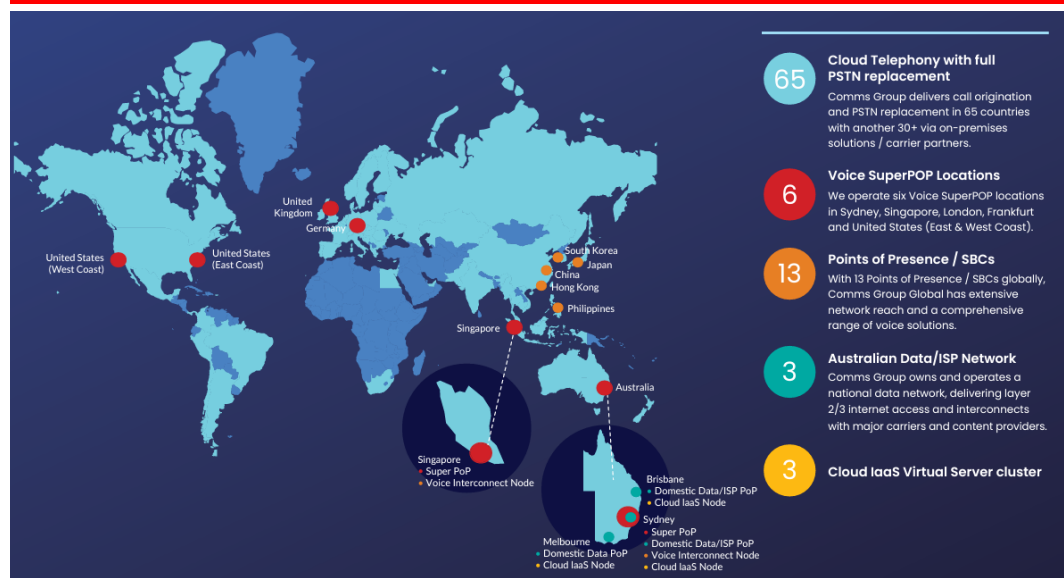 65
Cloud Telephony with full
PSTN replacement
Comms Group delivers call origination
and PSTN replacement in 65 countries
with another 30+ via on-premises
solutions / carrier partners.
6
Voice SuperPOP Locations
We operate six Voice SuperPOP locations
in Sydney, Singapore, London, Frankfurt
and United States (East & West Coast).
13
Points of Presence / SBCs
With 13 Points of Presence / SBCs globally,
Comms Group Global has extensive
network reach and a comprehensive
range of voice solutions.
3
Australian Data/ISP Network
Comms Group owns and operates a
national data network, delivering layer
2/3 internet access and interconnects
with major carriers and content providers.
3
Cloud IaaS Virtual Server cluster
United
Kingdom
Germany
United States
(West Coast)
United States
(East Coast)
South Korea
Japan
China
Hong Kong
Philippines
Singapore
Australia
Singapore
Super PoP
Voice Interconnect Node
Brisbane
Domestic Data/ISP PoP
Cloud IaaS Node
Sydney
Super PoP
Domestic Data/ISP PoP
Voice Interconnect Node
Cloud IaaS Node
Melbourne
Domestic Data PoP
Cloud IaaS Node